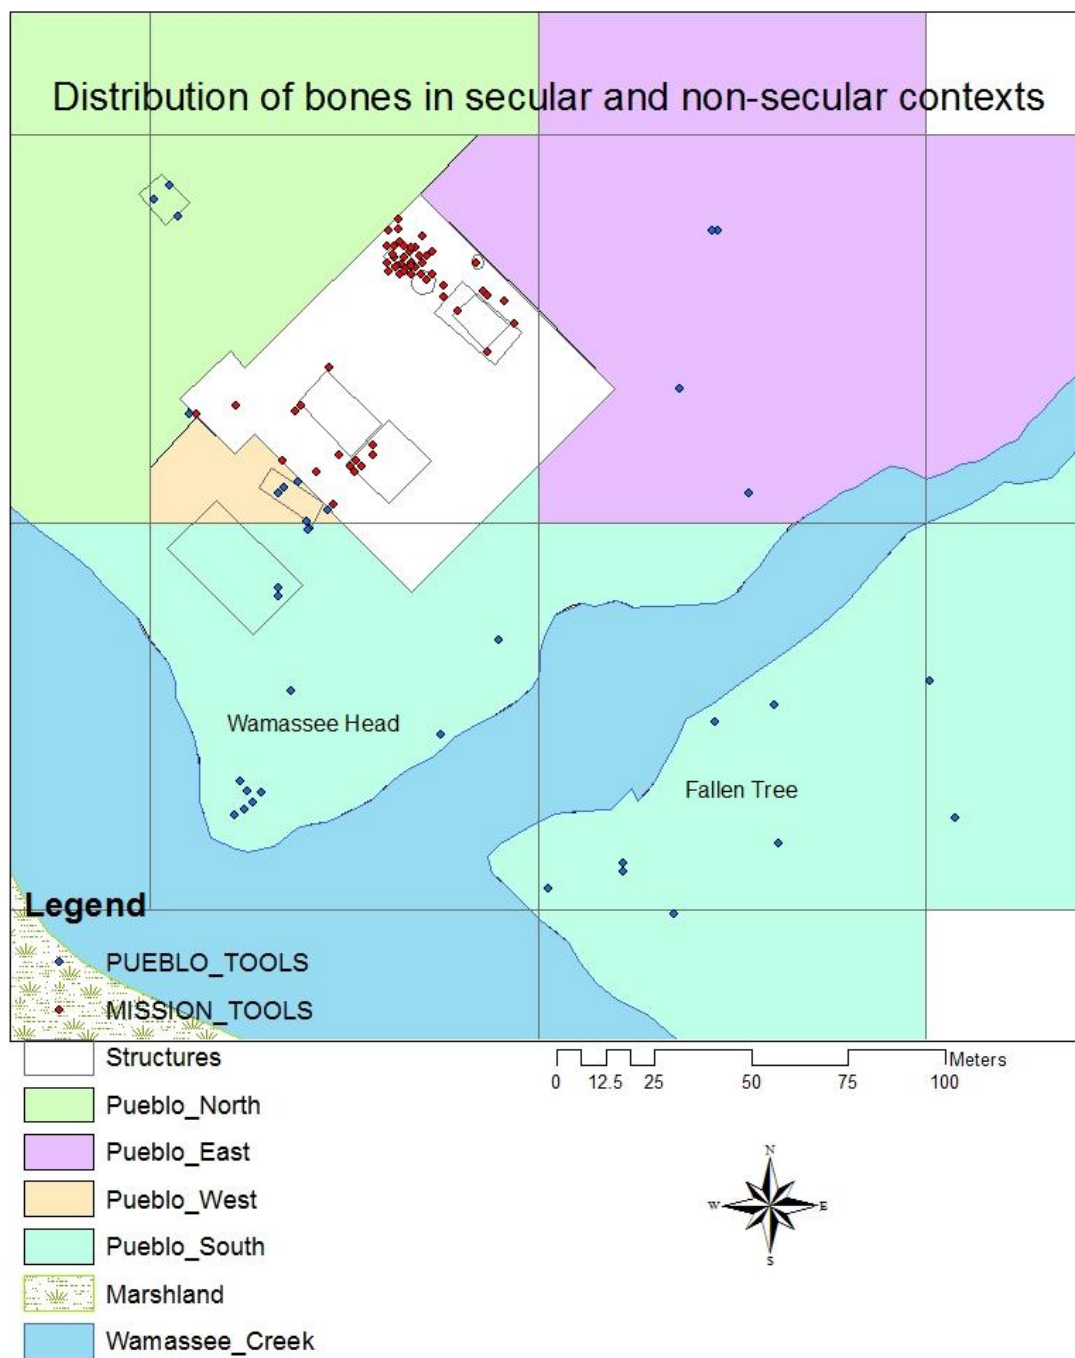 Distribution of bones in secular and non-secular contexts
Wamassee Head
Fallen Tree
Legend
PUEBLO_TOOLS
MISSION_TOOLS
Structures
Pueblo_North
Pueblo_East
Pueblo_West
Pueblo_South
Marshland
Wamassee_Creek
Meters
0 12.5 25 50 75 100
N
W E
S